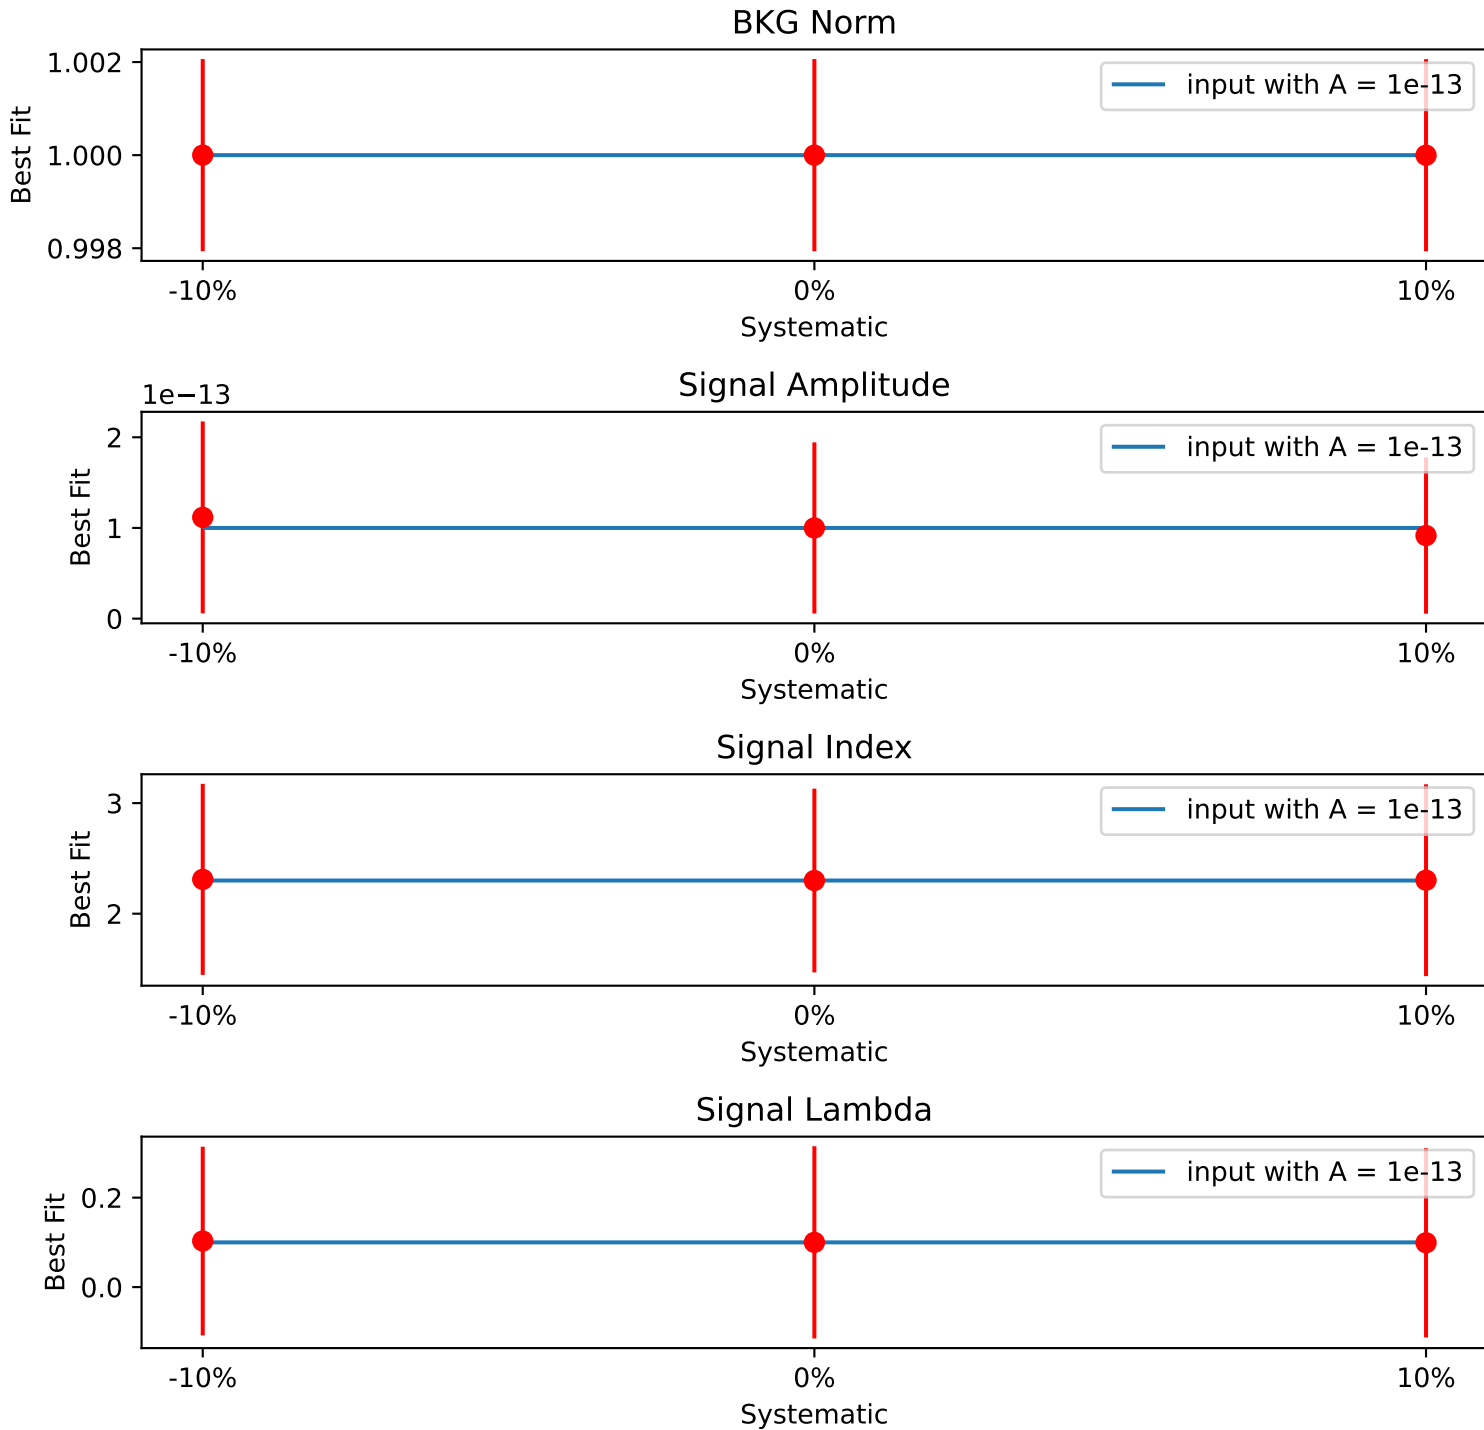 BKG Norm
1.002
1.000
0.998
Best Fit
input with A = 1e-13
-10% 0% 10%
Systematic
Signal Amplitude
1e−13
2
1
0
Best Fit
input with A = 1e-13
-10% 0% 10%
Systematic
Signal Index
3
2
Best Fit
input with A = 1e-13
-10% 0% 10%
Systematic
Signal Lambda
0.2
0.0
Best Fit
input with A = 1e-13
-10% 0% 10%
Systematic